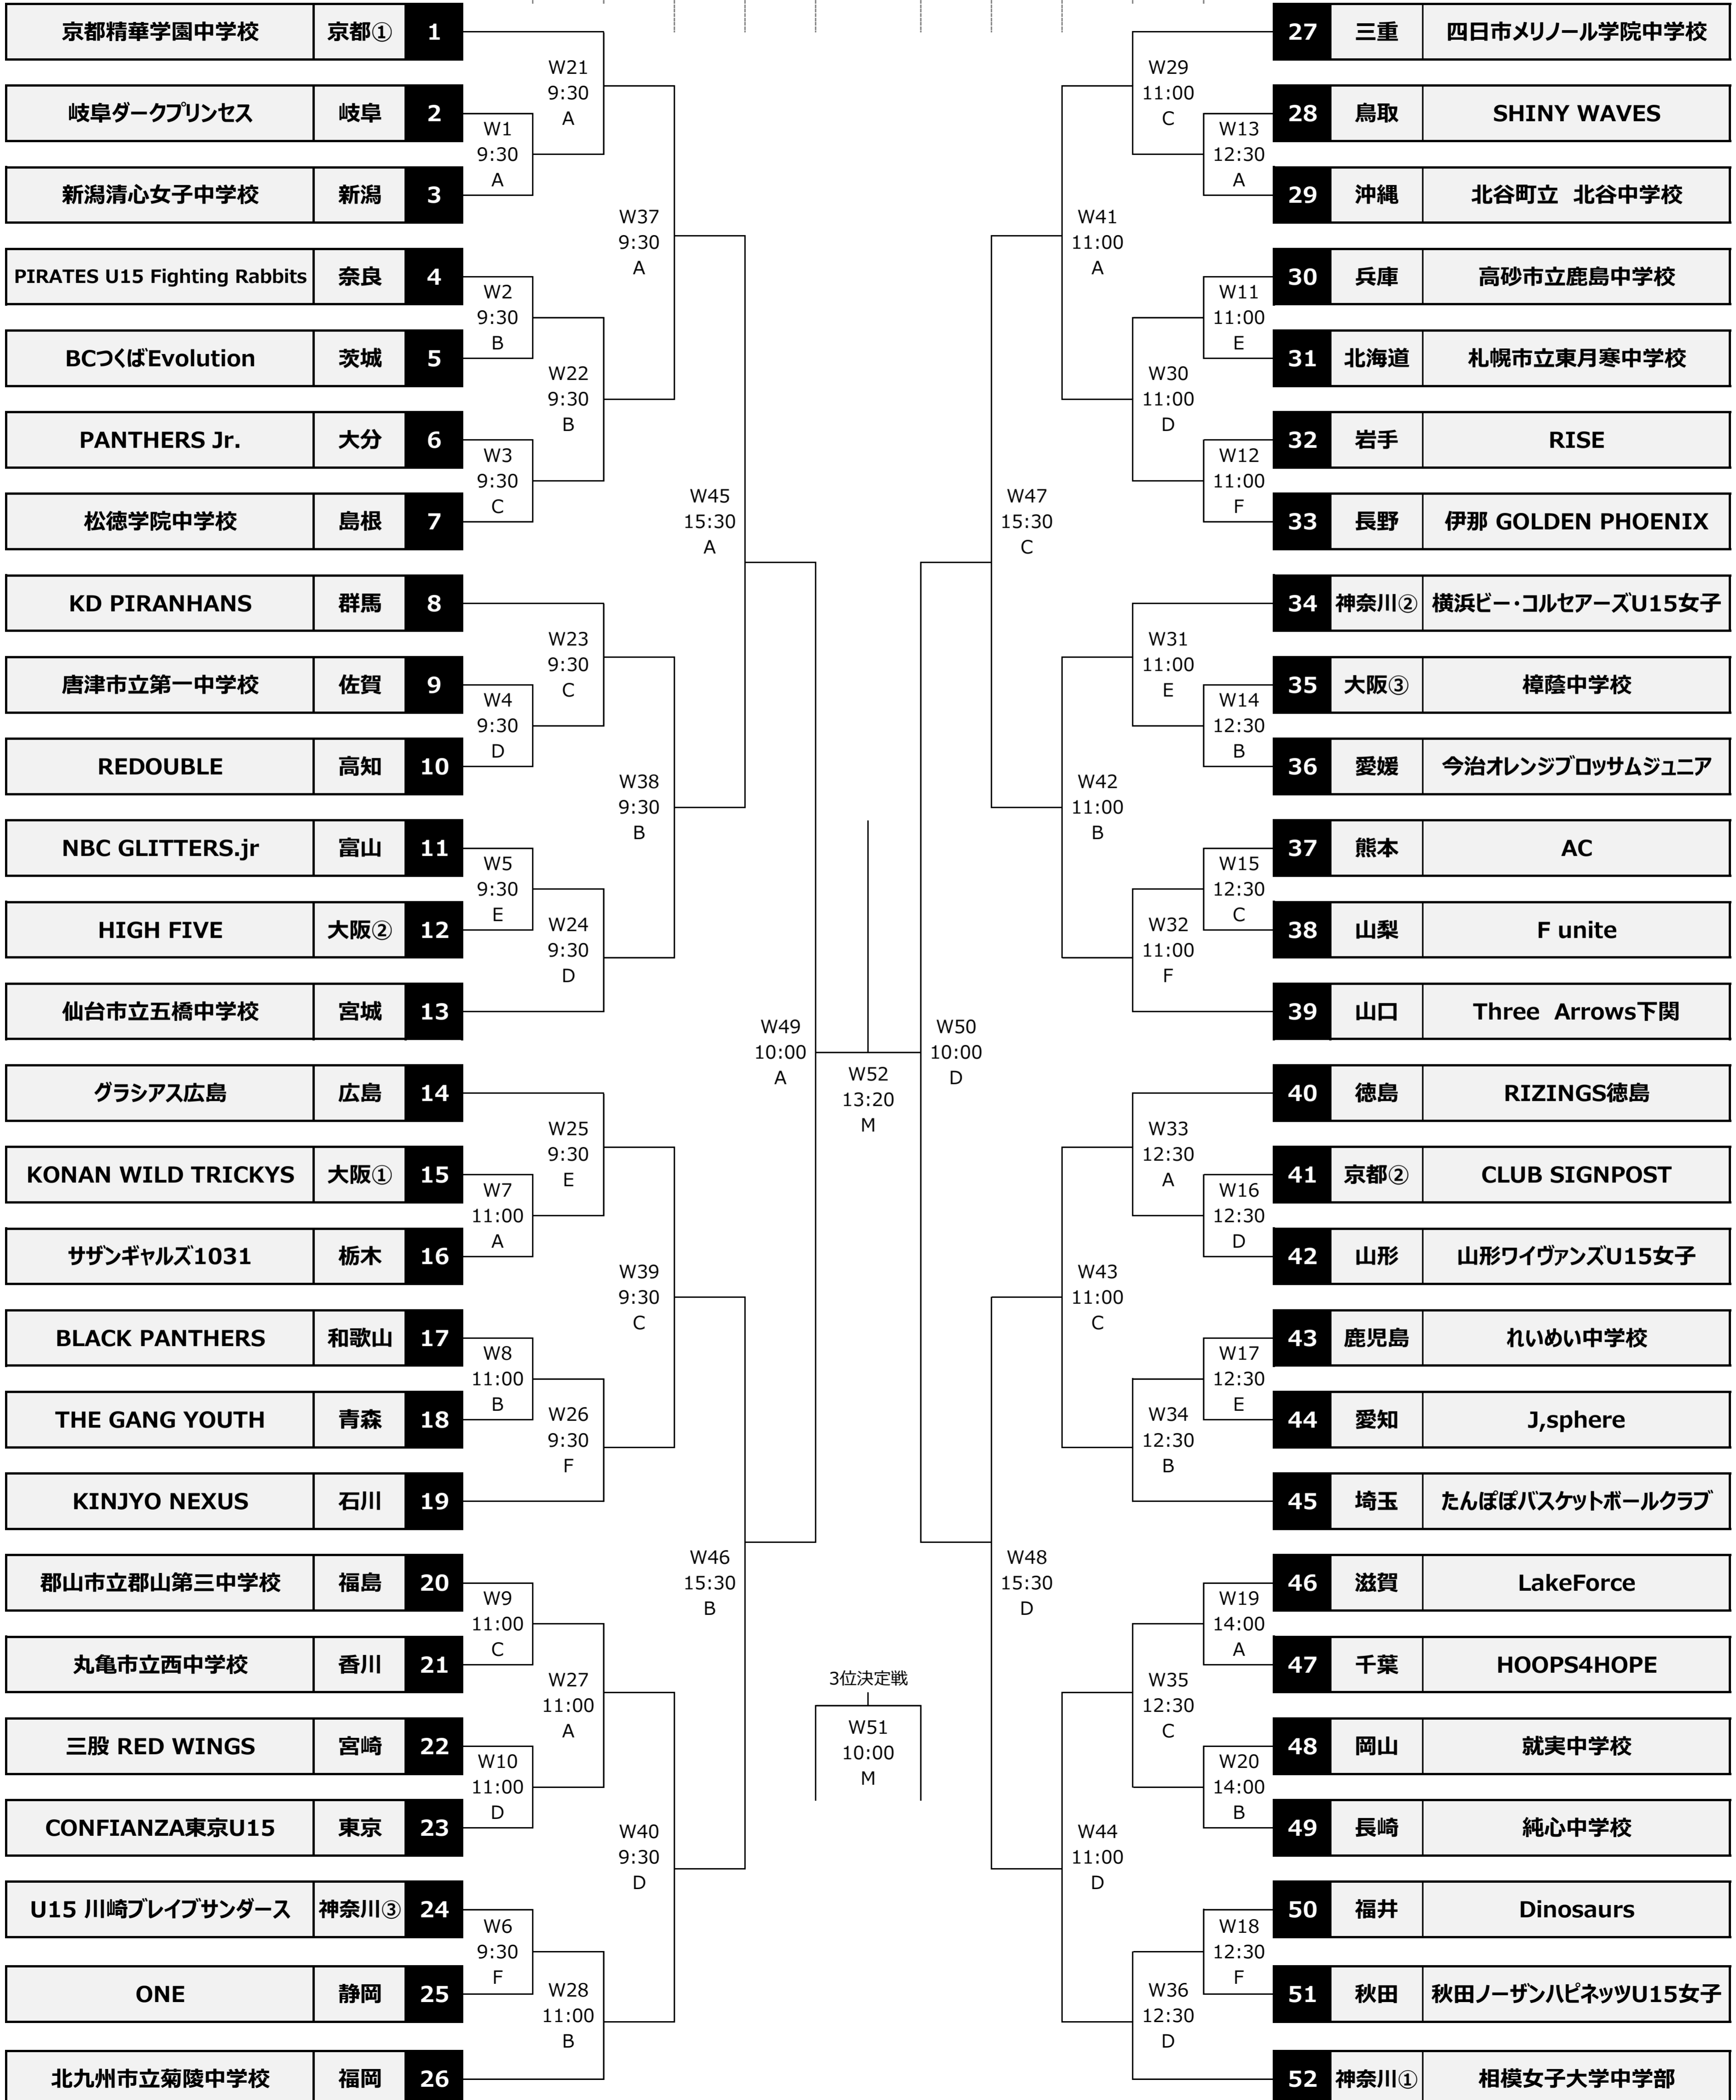 京都精華学園中学校 京都① 1
岐阜ダークプリンセス 岐阜 2
新潟清心女子中学校 新潟 3
PIRATES U15 Fighting Rabbits 奈良 4
BCつくばEvolution 茨城 5
PANTHERS Jr. 大分 6
松徳学院中学校 島根 7
KD PIRANHANS 群馬 8
唐津市立第一中学校 佐賀 9
REDOUBLE 高知 10
NBC GLITTERS.jr 富山 11
HIGH FIVE 大阪② 12
仙台市立五橋中学校 宮城 13
グラシアス広島 広島 14
KONAN WILD TRICKYS 大阪① 15
サザンギャルズ1031 栃木 16
BLACK PANTHERS 和歌山 17
THE GANG YOUTH 青森 18
KINJYO NEXUS 石川 19
郡山市立郡山第三中学校 福島 20
丸亀市立西中学校 香川 21
三股 RED WINGS 宮崎 22
CONFIANZA東京U15 東京 23
U15 川崎ブレイブサンダース 神奈川③ 24
ONE 静岡 25
北九州市立菊陵中学校 福岡 26
W1
9:30
A
W2
9:30
B
W3
9:30
C
W4
9:30
D
W5
9:30
E
W7
11:00
A
W8
11:00
B
W9
11:00
C
W10
11:00
D
W6
9:30
F
W21
9:30
A
W22
9:30
B
W23
9:30
C
W24
9:30
D
W25
9:30
E
W26
9:30
F
W27
11:00
A
W28
11:00
B
W37
9:30
A
W38
9:30
B
W39
9:30
C
W40
9:30
D
W45
15:30
A
W46
15:30
B
W49
10:00
A
W52
13:20
M
3位決定戦
W51
10:00
M
W50
10:00
D
W47
15:30
C
W48
15:30
D
W41
11:00
A
W42
11:00
B
W43
11:00
C
W44
11:00
D
W29
11:00
C
W30
11:00
D
W31
11:00
E
W32
11:00
F
W33
12:30
A
W34
12:30
B
W35
12:30
C
W36
12:30
D
W13
12:30
A
W11
11:00
E
W12
11:00
F
W14
12:30
B
W15
12:30
C
W16
12:30
D
W17
12:30
E
W19
14:00
A
W20
14:00
B
W18
12:30
F
27 三重 四日市メリノール学院中学校
28 鳥取 SHINY WAVES
29 沖縄 北谷町立 北谷中学校
30 兵庫 高砂市立鹿島中学校
31 北海道 札幌市立東月寒中学校
32 岩手 RISE
33 長野 伊那 GOLDEN PHOENIX
34 神奈川② 横浜ビー・コルセアーズU15女子
35 大阪③ 樟蔭中学校
36 愛媛 今治オレンジブロッサムジュニア
37 熊本 AC
38 山梨 F unite
39 山口 Three Arrows下関
40 徳島 RIZINGS徳島
41 京都② CLUB SIGNPOST
42 山形 山形ワイヴァンズU15女子
43 鹿児島 れいめい中学校
44 愛知 J,sphere
45 埼玉 たんぽぽバスケットボールクラブ
46 滋賀 LakeForce
47 千葉 HOOPS4HOPE
48 岡山 就実中学校
49 長崎 純心中学校
50 福井 Dinosaurs
51 秋田 秋田ノーザンハピネッツU15女子
52 神奈川① 相模女子大学中学部